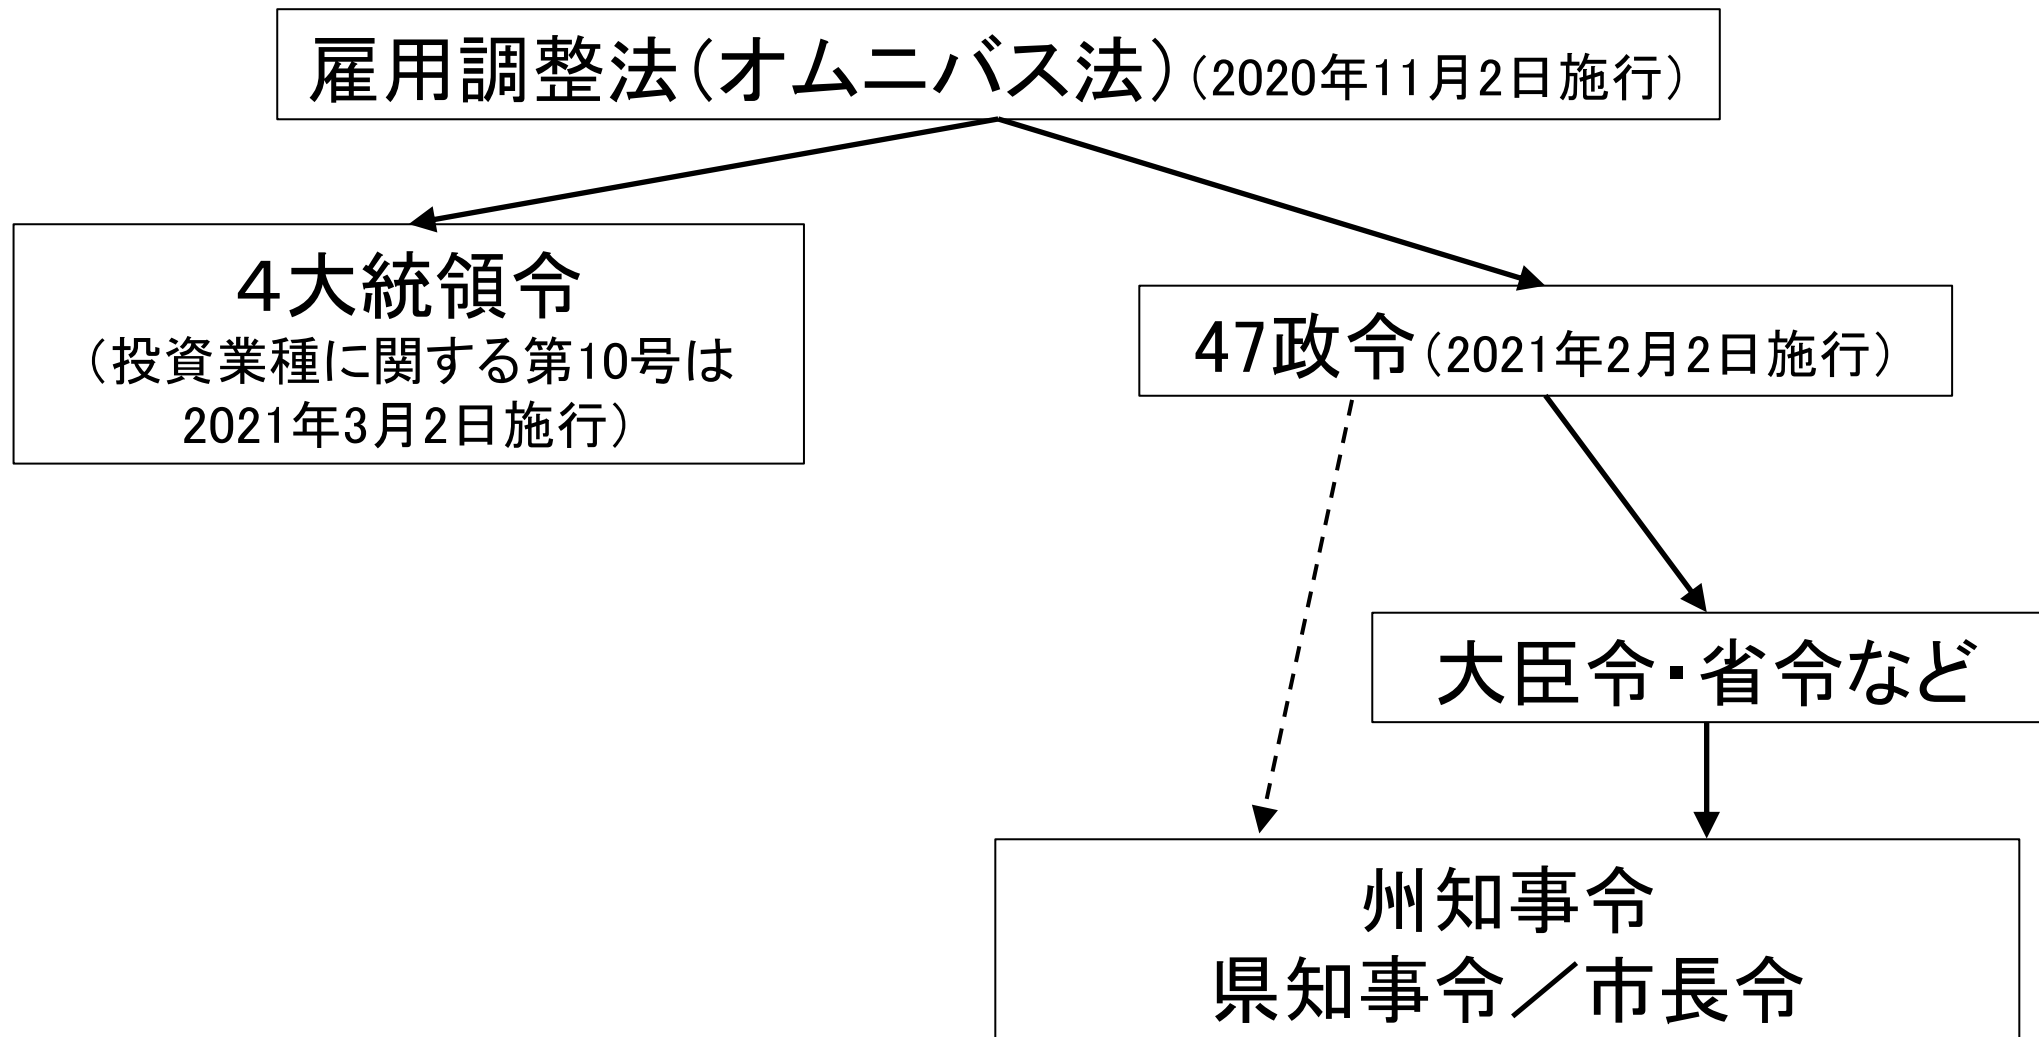 雇用調整法（オムニバス法）（2020年11月2日施行）
４大統領令
（投資業種に関する第10号は
2021年3月2日施行）
47政令（2021年2月2日施行）
大臣令・省令など
州知事令
県知事令／市長令